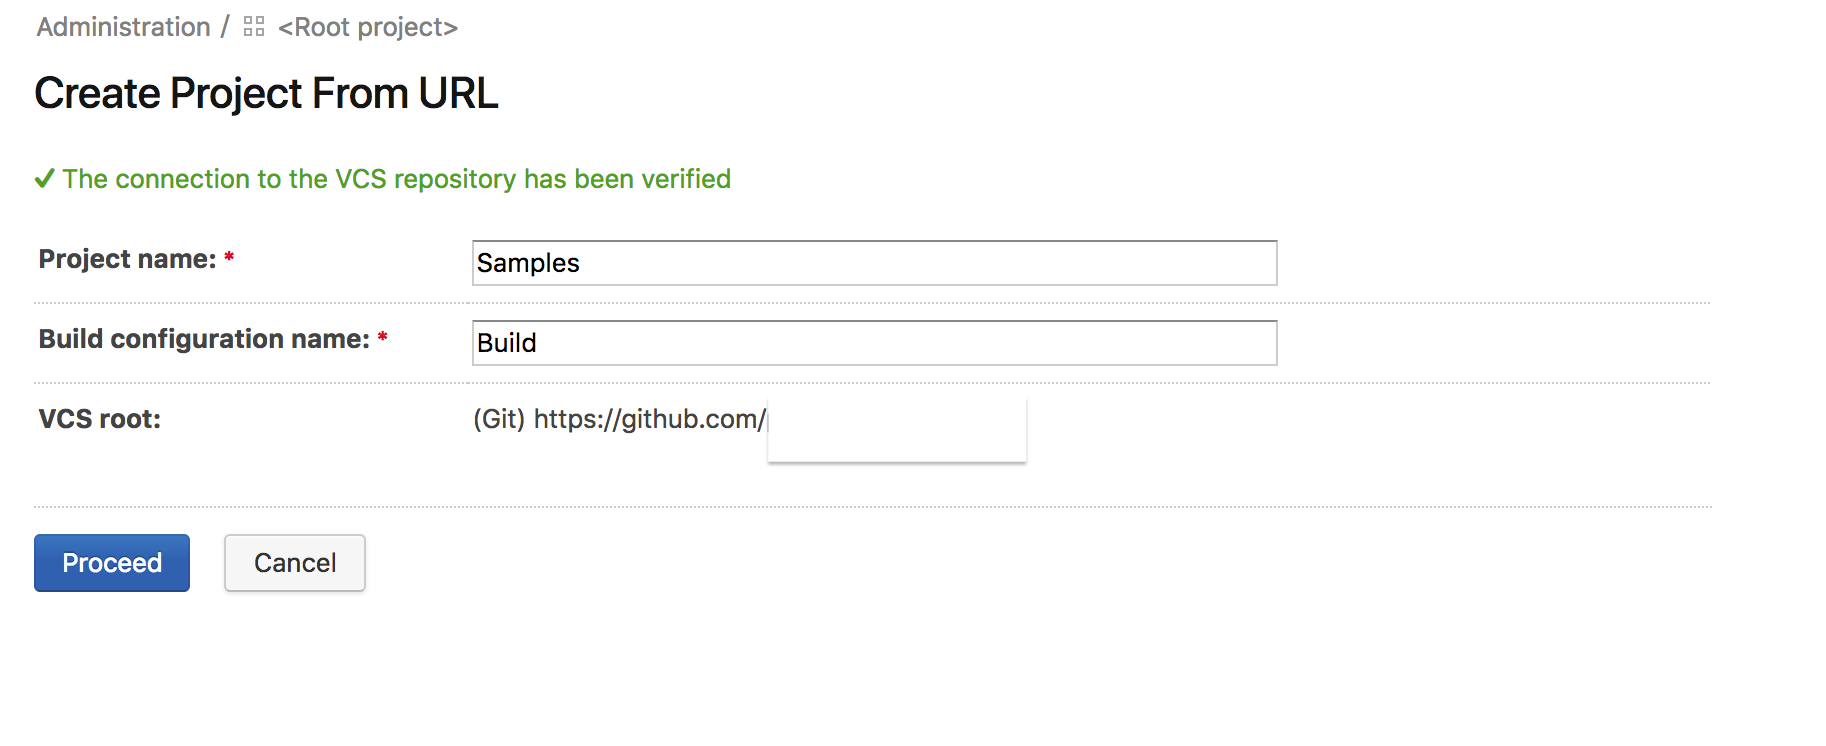 Administration / <Root project>
Create Project From URL
The connection to the VCS repository has been verified
Project name: *
Samples
Build configuration name: *
Build
VCS root:
(Git) https://github.com/
Proceed
Cancel